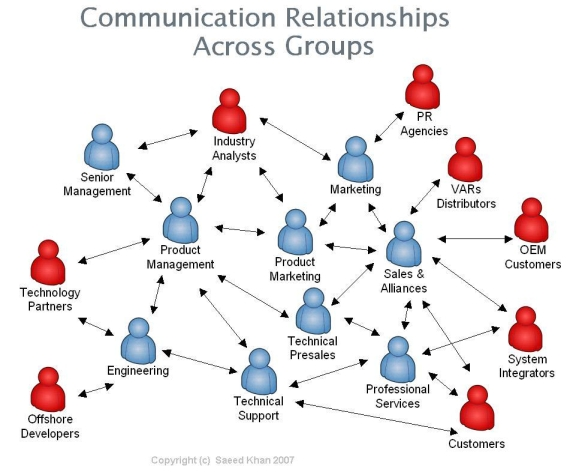 Communication Relationships
Across Groups
PR
Agencies
Industry
Analysts
Senior
Management
Marketing
VARs
Distributors
Product
Management
Product
Marketing
Sales &
Alliances
OEM
Customers
Technology
Partners
Technical
Presales
System
Integrators
Engineering
Professional
Services
Technical
Support
Offshore
Developers
Customers
Copyright (c) Saeed Khan 2007